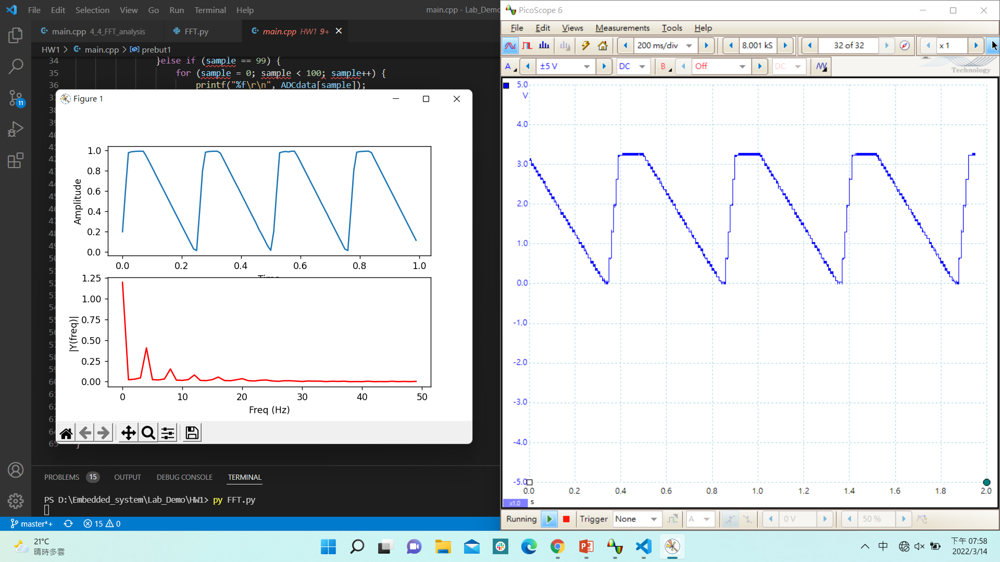 File Edit Selection View Go Run Terminal Help
main.cpp - Lab_Demo
main.cpp 4_4_FFT_analysis
FFT.py
main.cpp HW1 9+
HW1 > main.cpp > prebut1
34 }else if (sample == 99) {
35 for (sample = 0; sample < 100; sample++) {
36 printf("%f\r\n", ADCdata[sample]);
65 }
11
Figure 1
Amplitude
1.0
0.8
0.6
0.4
0.2
0.0
0.0 0.2 0.4 0.6 0.8 1.0
|Y(freq)|
1.25
1.00
0.75
0.50
0.25
0.00
0 10 20 30 40 50
Freq (Hz)
PROBLEMS 15 OUTPUT DEBUG CONSOLE TERMINAL
PS D:\Embedded_system\Lab_Demo\HW1> py FFT.py
master*+ 15 0
PicoScope 6
File Edit Views Measurements Tools Help
200 ms/div 8.001 kS 32 of 32 x 1
A ±5 V DC B Off DC
Technology
5.0
V
4.0
3.0
2.0
1.0
0.0
-1.0
-2.0
-3.0
-4.0
-5.0
0.0 0.2 0.4 0.6 0.8 1.0 1.2 1.4 1.6 1.8 2.0
x1.0 s
Running Trigger None A 0 V 50 %
21°C
晴時多雲
中
下午 07:58
2022/3/14